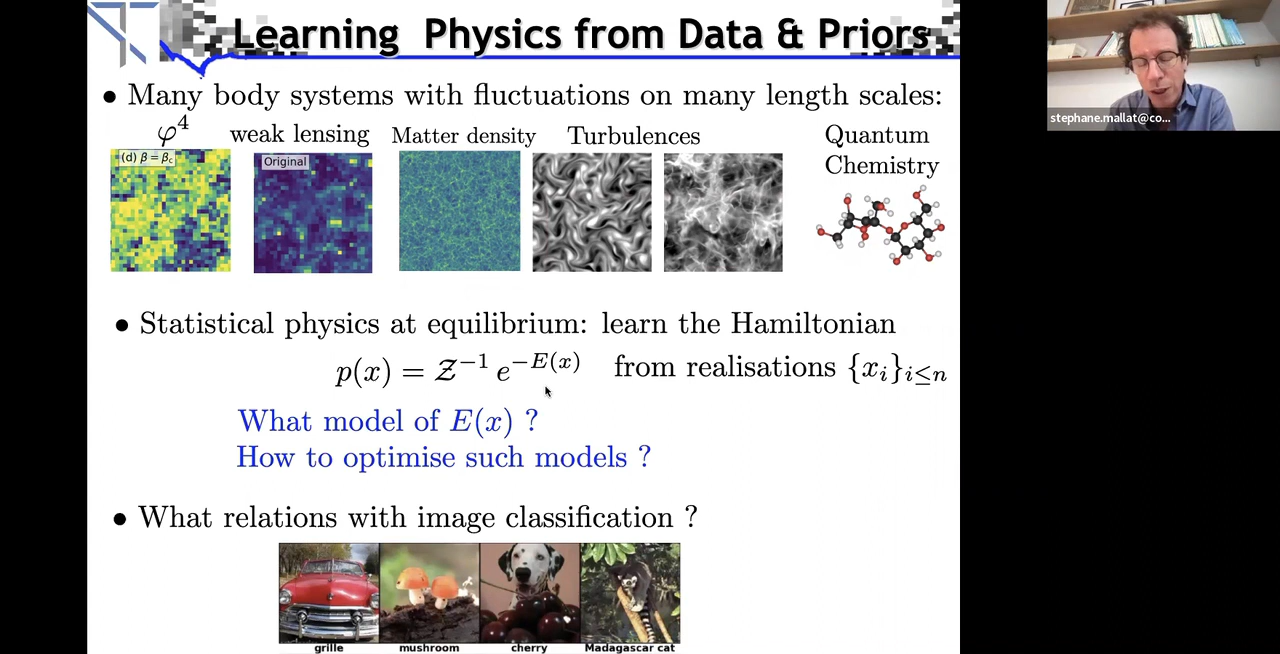 Learning Physics from Data & Priors
• Many body systems with fluctuations on many length scales:
φ⁴ weak lensing Matter density Turbulences Quantum
Chemistry
(d) β = βc
Original
• Statistical physics at equilibrium: learn the Hamiltonian
p(x) = 𝒵⁻¹ e^{−E(x)} from realisations {xᵢ}ᵢ≤ₙ
What model of E(x) ?
How to optimise such models ?
• What relations with image classification ?
grille mushroom cherry Madagascar cat
stephane.mallat@co...